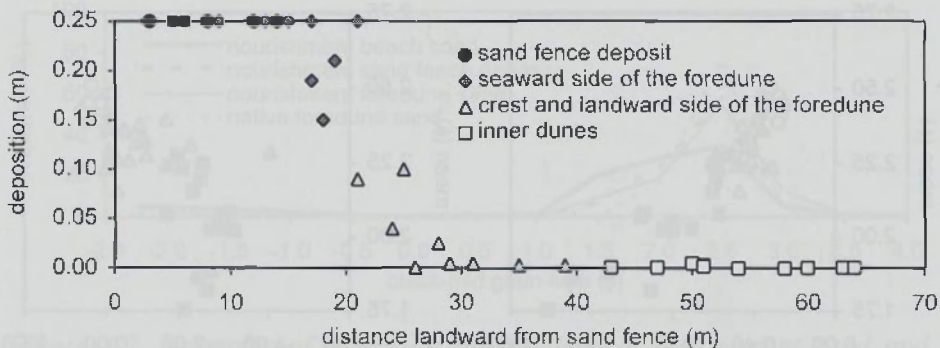 0.25
0.20
0.15
0.10
0.05
0.00
deposition (m)
sand fence deposit
seaward side of the foredune
crest and landward side of the foredune
inner dunes
0 10 20 30 40 50 60 70
distance landward from sand fence (m)